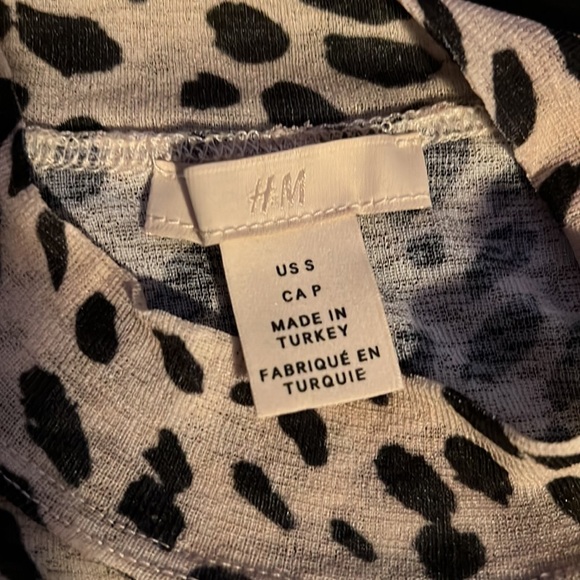 H&M
US S
CA P
MADE IN
TURKEY
FABRIQUÉ EN
TURQUIE